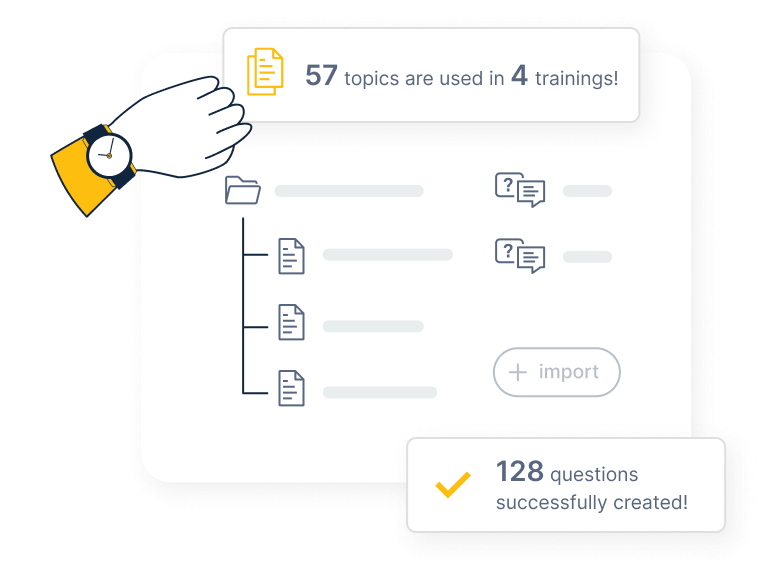 57 topics are used in 4 trainings!
?
?
+ import
128 questions
successfully created!